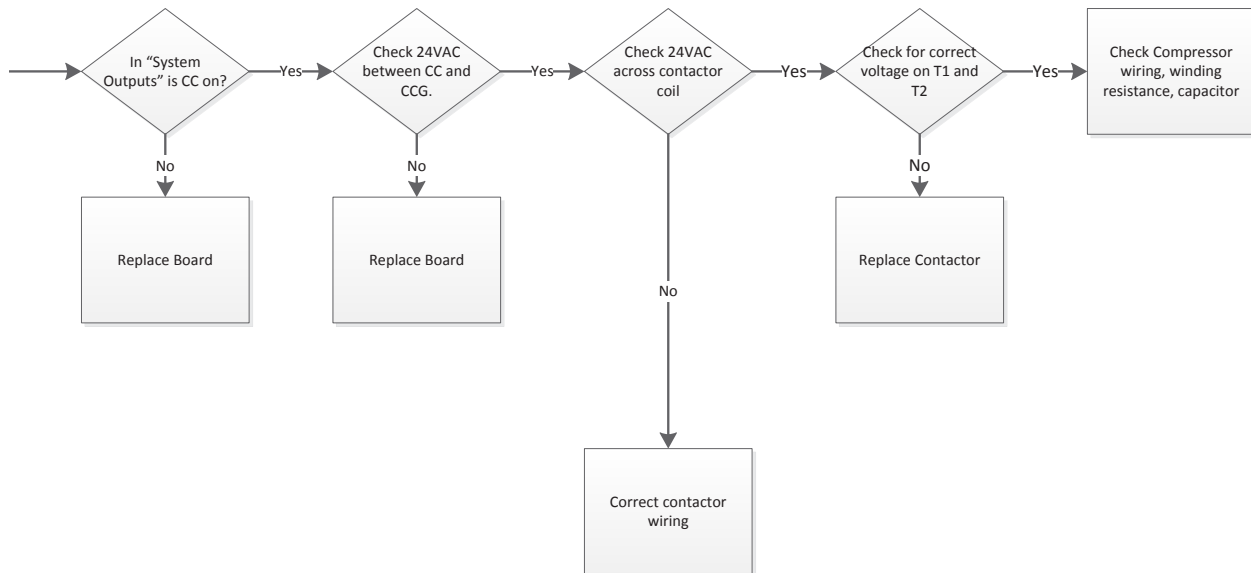 In “System
Outputs” is CC on?
Yes
Check 24VAC
between CC and
CCG.
Yes
Check 24VAC
across contactor
coil
Yes
Check for correct
voltage on T1 and
T2
Yes
Check Compressor
wiring, winding
resistance, capacitor
No
No
No
Replace Board
Replace Board
Replace Contactor
No
Correct contactor
wiring